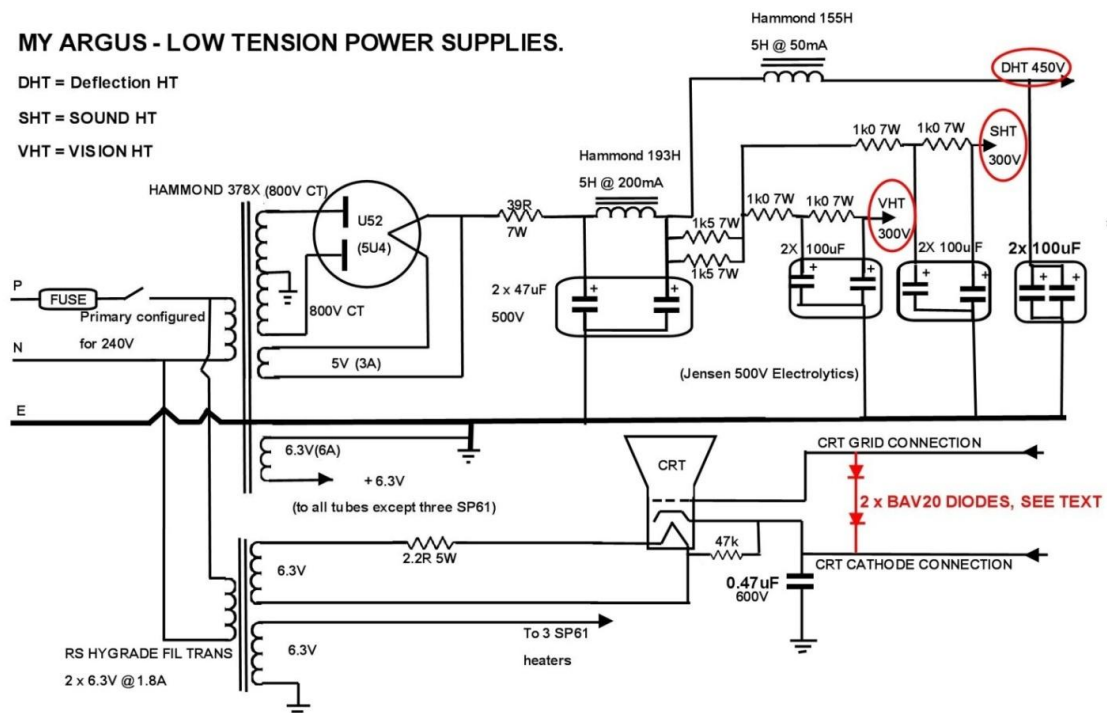 MY ARGUS - LOW TENSION POWER SUPPLIES.
DHT = Deflection HT
SHT = SOUND HT
VHT = VISION HT
Hammond 155H
5H @ 50mA
DHT 450V
1k0 7W
1k0 7W
SHT
300V
Hammond 193H
5H @ 200mA
HAMMOND 378X (800V CT)
U52
(5U4)
39R
7W
1k0 7W
1k0 7W
VHT
300V
1k5 7W
1k5 7W
2X 100uF
2X 100uF
2x 100uF
P
FUSE
Primary configured
for 240V
800V CT
2 x 47uF
500V
N
5V (3A)
(Jensen 500V Electrolytics)
E
6.3V(6A)
+ 6.3V
(to all tubes except three SP61)
CRT
CRT GRID CONNECTION
2 x BAV20 DIODES, SEE TEXT
47k
2.2R 5W
CRT CATHODE CONNECTION
6.3V
0.47uF
600V
To 3 SP61
heaters
6.3V
RS HYGRADE FIL TRANS
2 x 6.3V @1.8A
+
+
+
+
+
+
+
+